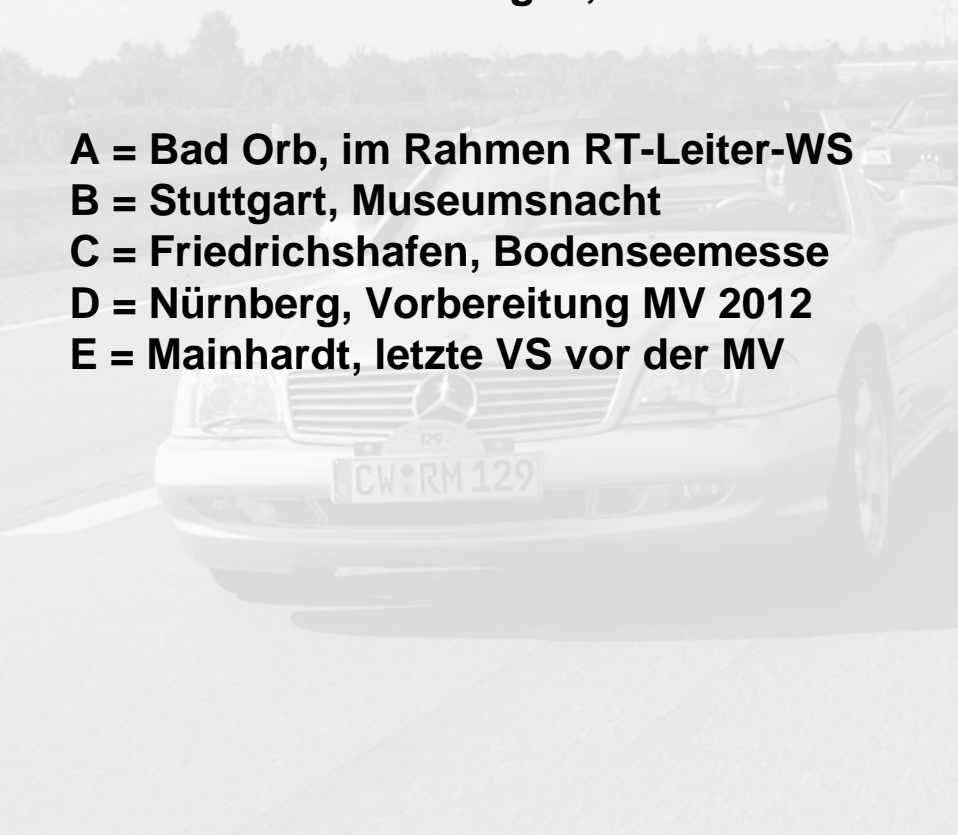 A = Bad Orb, im Rahmen RT-Leiter-WS
B = Stuttgart, Museumsnacht
C = Friedrichshafen, Bodenseemesse
D = Nürnberg, Vorbereitung MV 2012
E = Mainhardt, letzte VS vor der MV
129
CW RM 129